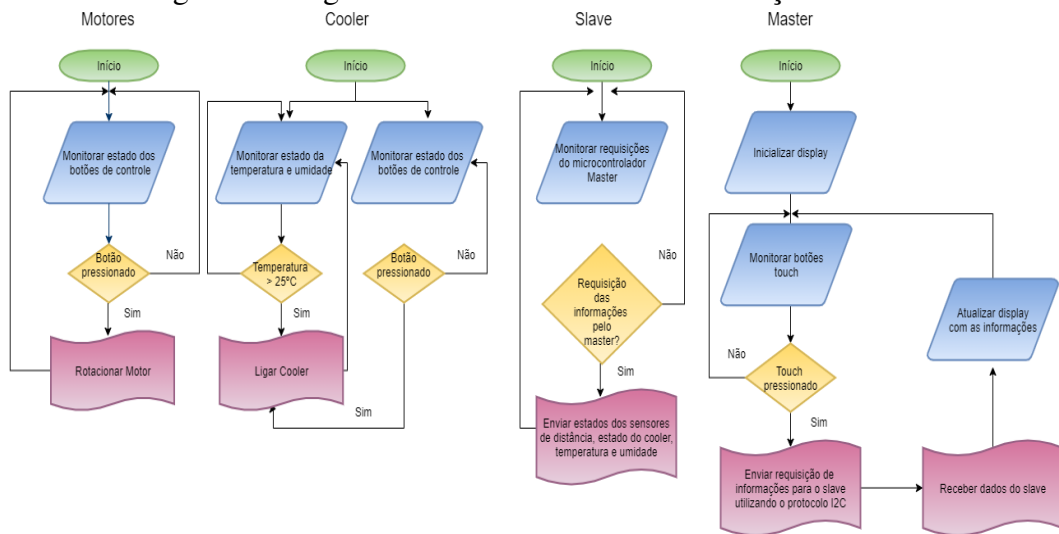 Motores
Cooler
Slave
Master
Início
Monitorar estado dos
botões de controle
Botão
pressionado
Não
Sim
Rotacionar Motor
Início
Monitorar estado da
temperatura e umidade
Monitorar estado dos
botões de controle
Temperatura
> 25ºC
Botão
pressionado
Não
Sim
Ligar Cooler
Sim
Início
Monitorar requisições
do microcontrolador
Master
Requisição
das
informações
pelo
master?
Não
Sim
Enviar estados dos sensores
de distância, estado do cooler,
temperatura e umidade
Início
Inicializar display
Monitorar botões
touch
Não
Touch
pressionado
Sim
Enviar requisição de
informações para o slave
utilizando o protocolo I2C
Receber dados do slave
Atualizar display
com as informações